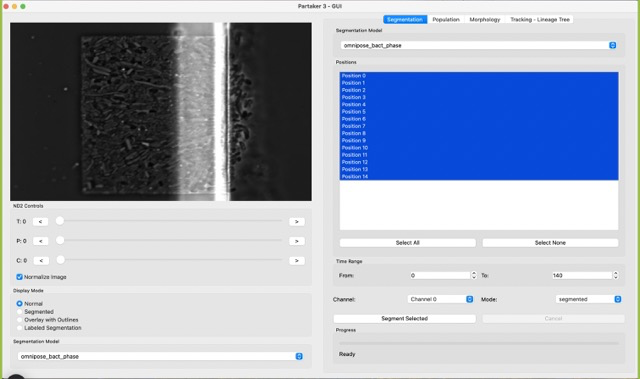 Partaker 3 - GUI
ND2 Controls
T: 0 < >
P: 0 < >
C: 0 < >
Normalize Image
Display Mode
Normal
Segmented
Overlay with Outlines
Labeled Segmentation
Segmentation Model
omnipose_bact_phase
Segmentation Population Morphology Tracking - Lineage Tree
Segmentation Model
omnipose_bact_phase
Positions
Position 0
Position 1
Position 2
Position 3
Position 4
Position 5
Position 6
Position 7
Position 8
Position 9
Position 10
Position 11
Position 12
Position 13
Position 14
Select All Select None
Time Range
From: 0 To: 140
Channel: Channel 0 Mode: segmented
Segment Selected Cancel
Progress
Ready